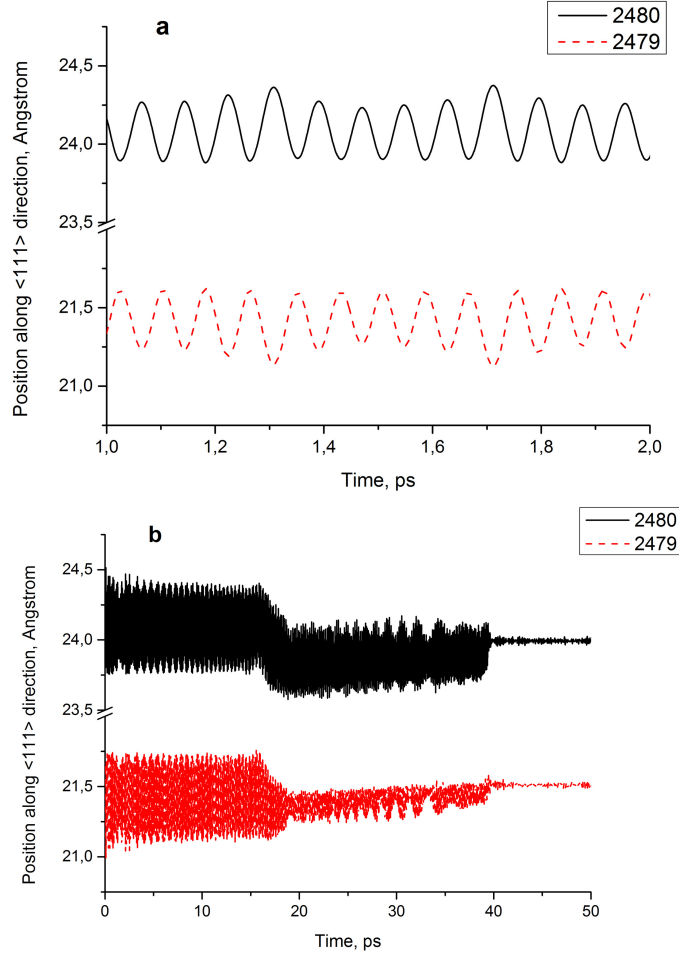 a
2480
2479
24,5
24,0
23,5
21,5
21,0
Position along <111> direction, Angstrom
1,0 1,2 1,4 1,6 1,8 2,0
Time, ps
b
2480
2479
24,5
24,0
23,5
21,5
21,0
Position along <111> direction, Angstrom
0 10 20 30 40 50
Time, ps